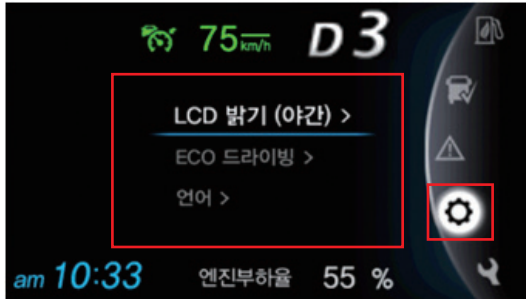 75km/h D3
LCD 밝기 (야간) >
ECO 드라이빙 >
언어 >
am 10:33 엔진부하율 55 %